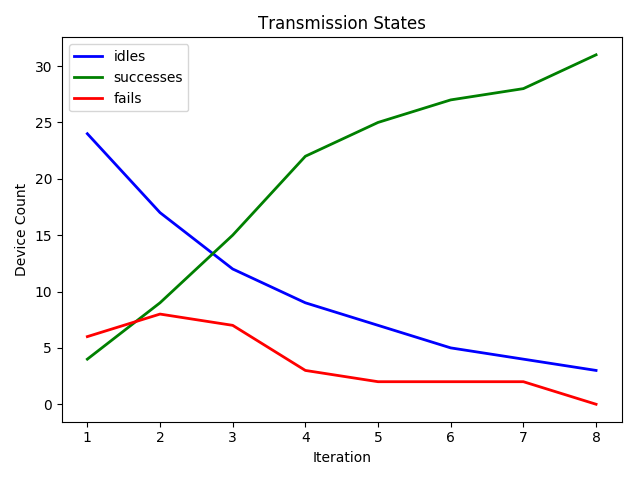 Transmission States
idles
successes
fails
Device Count
30
25
20
15
10
5
0
1 2 3 4 5 6 7 8
Iteration